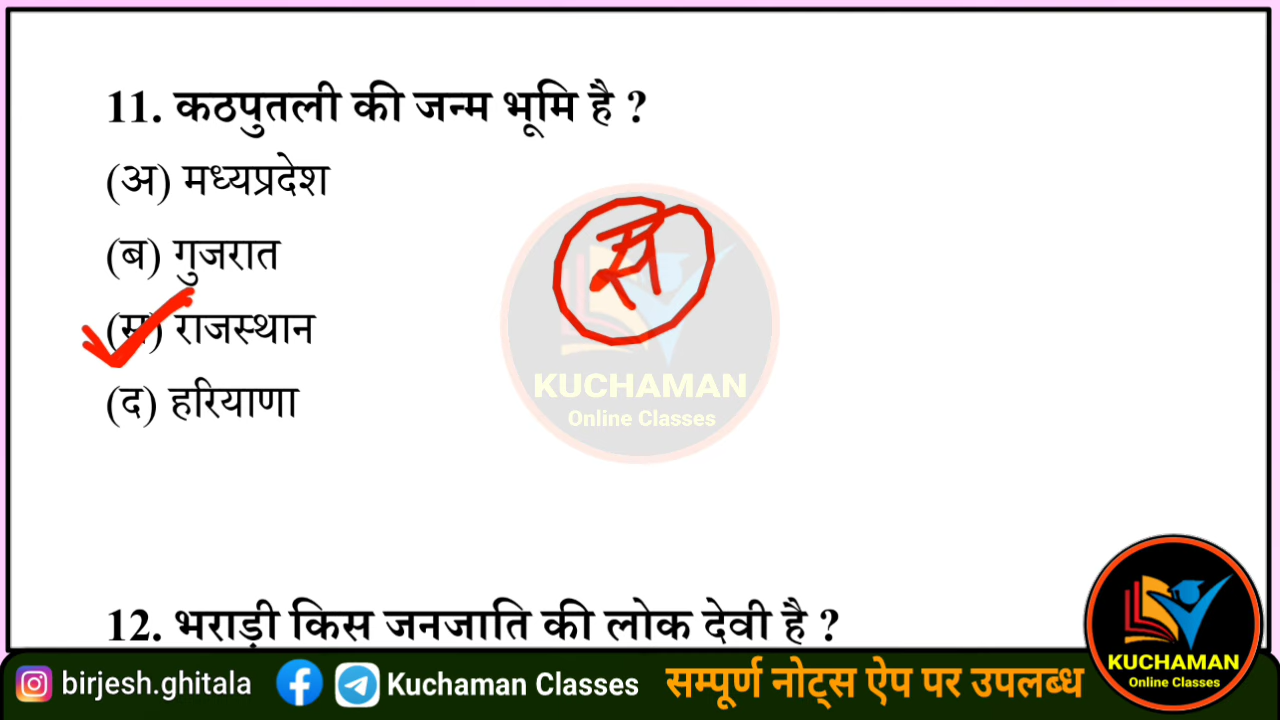 11. कठपुतली की जन्म भूमि है ?
(अ) मध्यप्रदेश
(ब) गुजरात
(स) राजस्थान
(द) हरियाणा
स
KUCHAMAN
Online Classes
12. भराड़ी किस जनजाति की लोक देवी है ?
birjesh.ghitala Kuchaman Classes सम्पूर्ण नोट्स ऐप पर उपलब्ध
KUCHAMAN
Online Classes